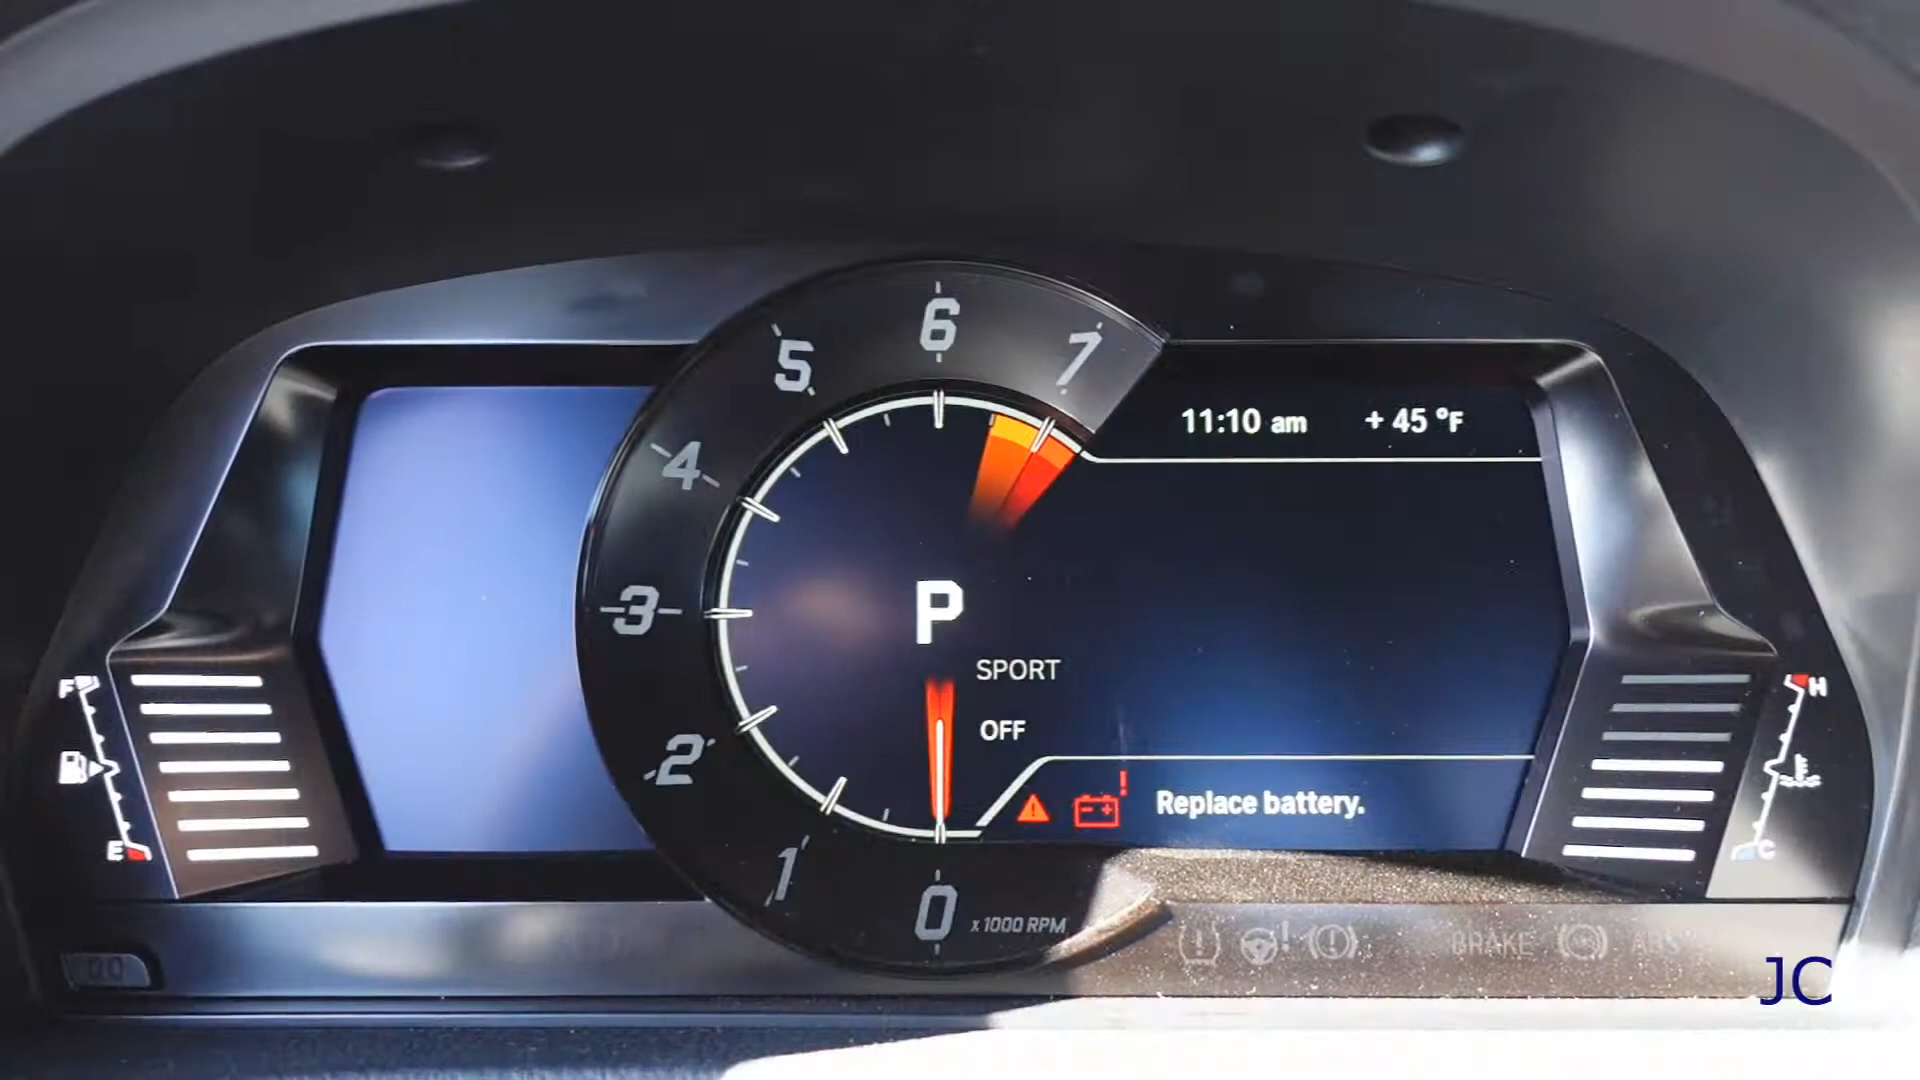 6
5
7
11:10 am
+ 45 °F
4
3
P
SPORT
F
H
OFF
2
Replace battery.
E
C
1
0
x 1000 RPM
BRAKE
ABS
JC